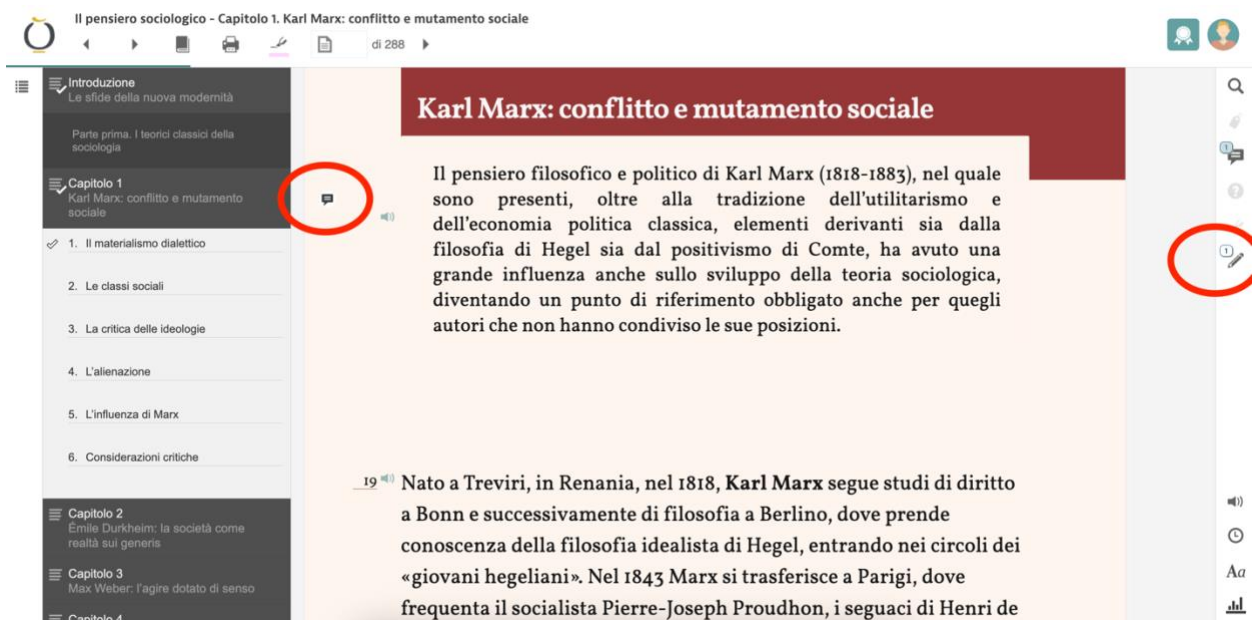 Il pensiero sociologico - Capitolo 1. Karl Marx: conflitto e mutamento sociale
di 288
Introduzione
Le sfide della nuova modernità
Parte prima. I teorici classici della
sociologia
Capitolo 1
Karl Marx: conflitto e mutamento
sociale
1. Il materialismo dialettico
2. Le classi sociali
3. La critica delle ideologie
4. L'alienazione
5. L'influenza di Marx
6. Considerazioni critiche
Capitolo 2
Émile Durkheim: la società come
realtà sui generis
Capitolo 3
Max Weber: l'agire dotato di senso
Capitolo 4
Karl Marx: conflitto e mutamento sociale
Il pensiero filosofico e politico di Karl Marx (1818-1883), nel quale
sono presenti, oltre alla tradizione dell'utilitarismo e
dell'economia politica classica, elementi derivanti sia dalla
filosofia di Hegel sia dal positivismo di Comte, ha avuto una
grande influenza anche sullo sviluppo della teoria sociologica,
diventando un punto di riferimento obbligato anche per quegli
autori che non hanno condiviso le sue posizioni.
19 Nato a Treviri, in Renania, nel 1818, Karl Marx segue studi di diritto
a Bonn e successivamente di filosofia a Berlino, dove prende
conoscenza della filosofia idealista di Hegel, entrando nei circoli dei
«giovani hegeliani». Nel 1843 Marx si trasferisce a Parigi, dove
frequenta il socialista Pierre-Joseph Proudhon, i seguaci di Henri de
1
1
Aa